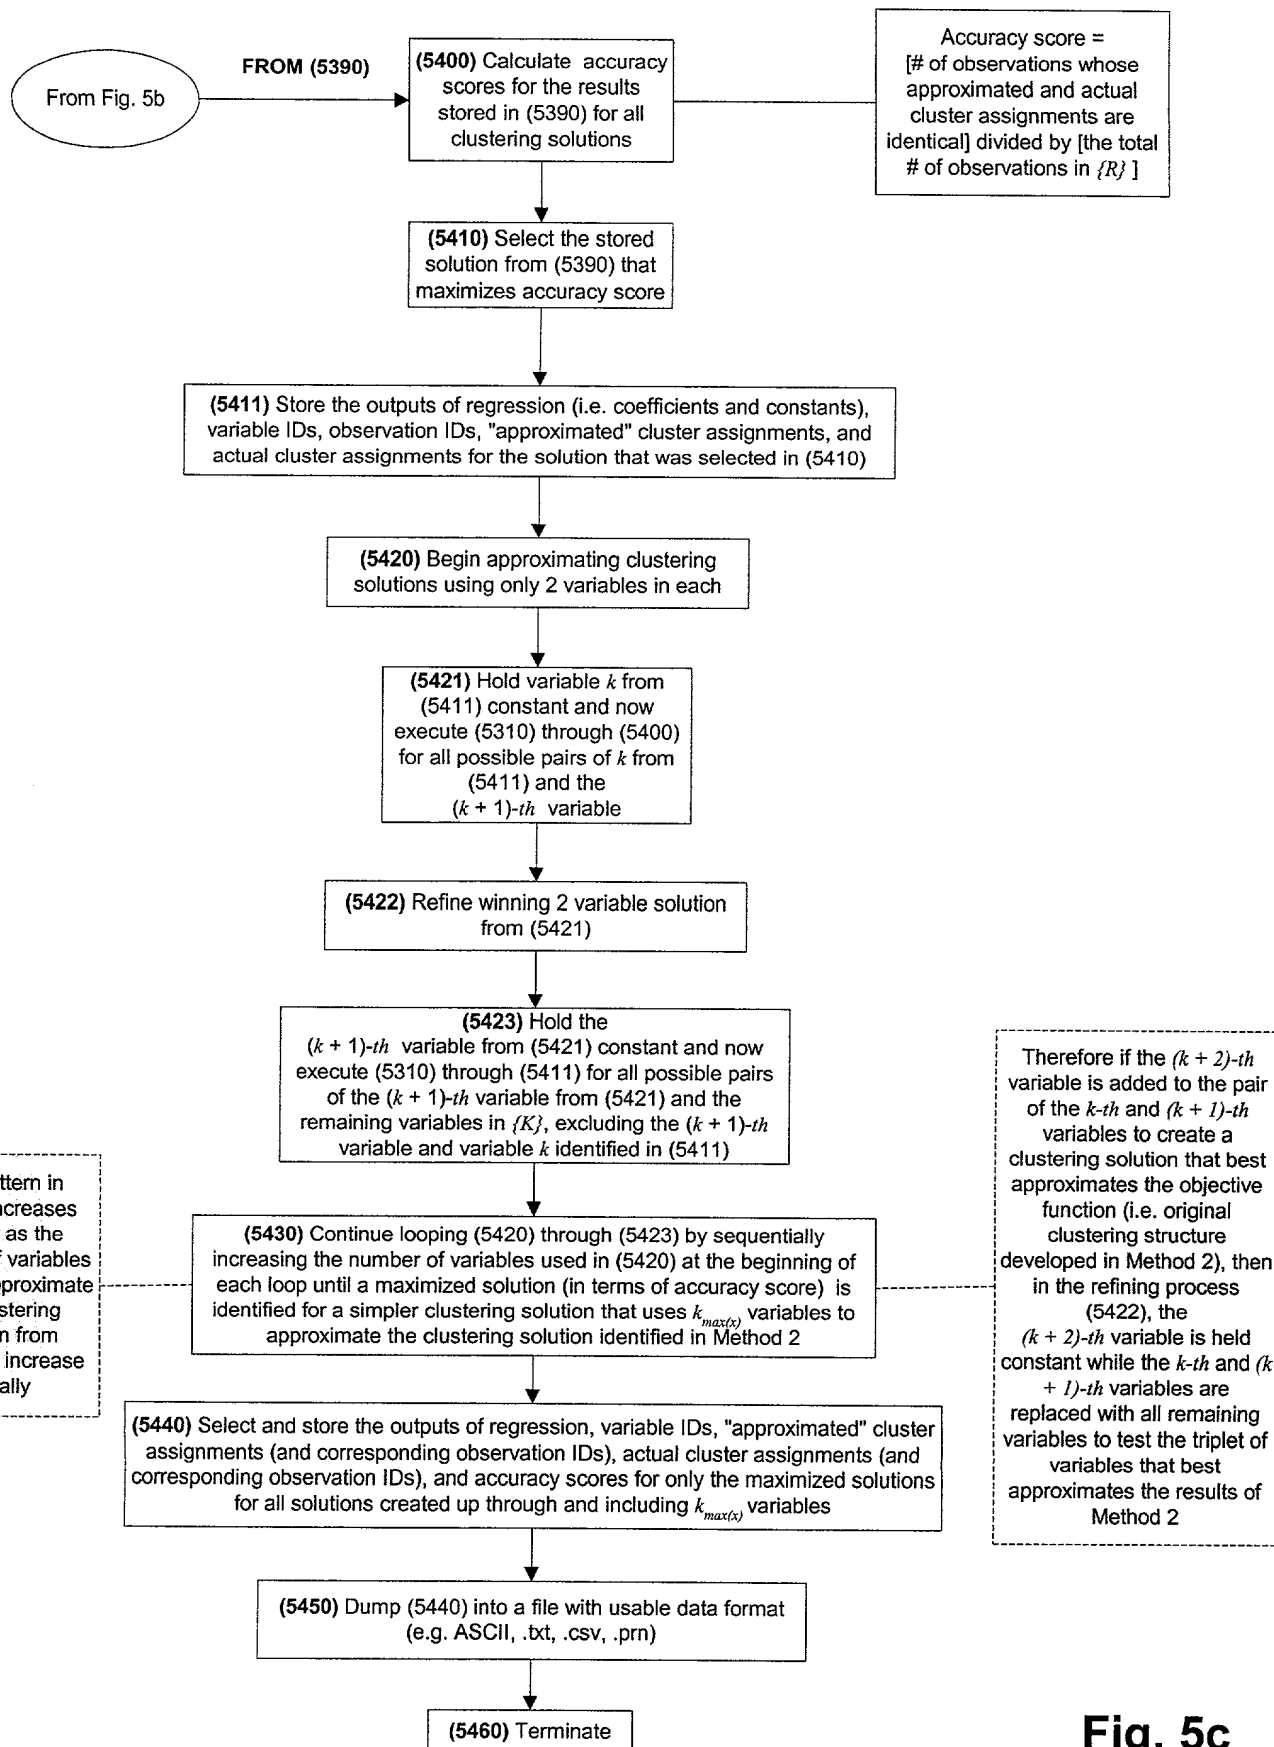 From Fig. 5b
FROM (5390)
(5400) Calculate accuracy
scores for the results
stored in (5390) for all
clustering solutions
Accuracy score =
[# of observations whose
approximated and actual
cluster assignments are
identical] divided by [the total
# of observations in {R} ]
(5410) Select the stored
solution from (5390) that
maximizes accuracy score
(5411) Store the outputs of regression (i.e. coefficients and constants),
variable IDs, observation IDs, "approximated" cluster assignments, and
actual cluster assignments for the solution that was selected in (5410)
(5420) Begin approximating clustering
solutions using only 2 variables in each
(5421) Hold variable k from
(5411) constant and now
execute (5310) through (5400)
for all possible pairs of k from
(5411) and the
(k + 1)-th variable
(5422) Refine winning 2 variable solution
from (5421)
(5423) Hold the
(k + 1)-th variable from (5421) constant and now
execute (5310) through (5411) for all possible pairs
of the (k + 1)-th variable from (5421) and the
remaining variables in {K}, excluding the (k + 1)-th
variable and variable k identified in (5411)
ttern in
ncreases
as the
f variables
pproximate
stering
n from
increase
ally
(5430) Continue looping (5420) through (5423) by sequentially
increasing the number of variables used in (5420) at the beginning of
each loop until a maximized solution (in terms of accuracy score) is
identified for a simpler clustering solution that uses kmax(x) variables to
approximate the clustering solution identified in Method 2
Therefore if the (k + 2)-th
variable is added to the pair
of the k-th and (k + 1)-th
variables to create a
clustering solution that best
approximates the objective
function (i.e. original
clustering structure
developed in Method 2), then
in the refining process
(5422), the
(k + 2)-th variable is held
constant while the k-th and (k
+ 1)-th variables are
replaced with all remaining
variables to test the triplet of
variables that best
approximates the results of
Method 2
(5440) Select and store the outputs of regression, variable IDs, "approximated" cluster
assignments (and corresponding observation IDs), actual cluster assignments (and
corresponding observation IDs), and accuracy scores for only the maximized solutions
for all solutions created up through and including kmax(x) variables
(5450) Dump (5440) into a file with usable data format
(e.g. ASCII, .txt, .csv, .prn)
(5460) Terminate
Fig. 5c